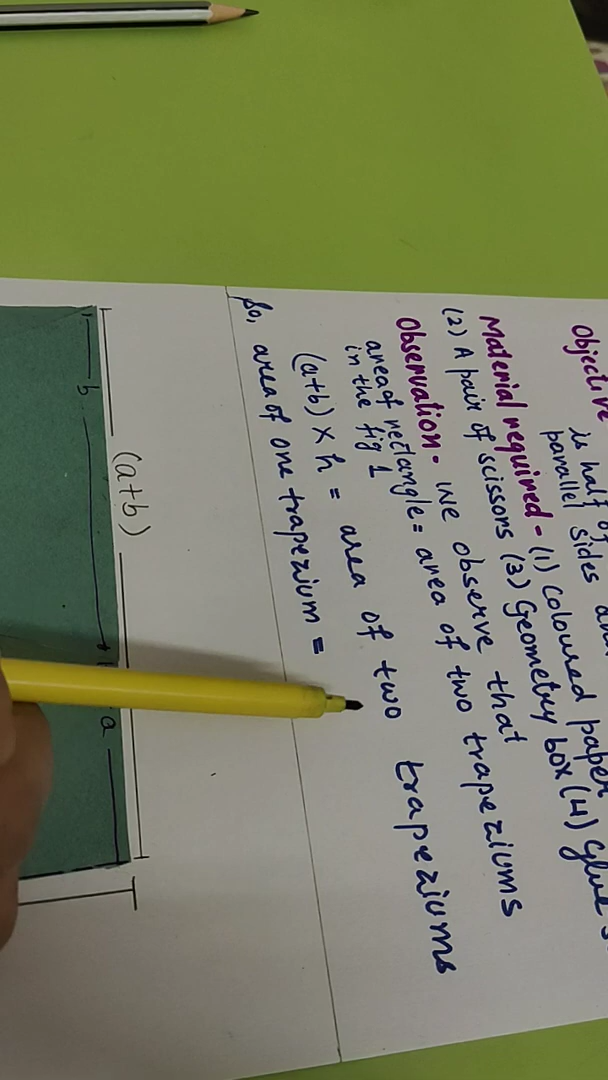 Objective
is half of
parallel sides
Material required - (1) Coloured paper
(2) A pair of scissors (3) Geometry box (4) Glue
Observation - We observe that
area of rectangle = area of two trapeziums
in the fig 1
(a+b) × h = area of two trapeziums
So, area of one trapezium =
(a+b)
b
a